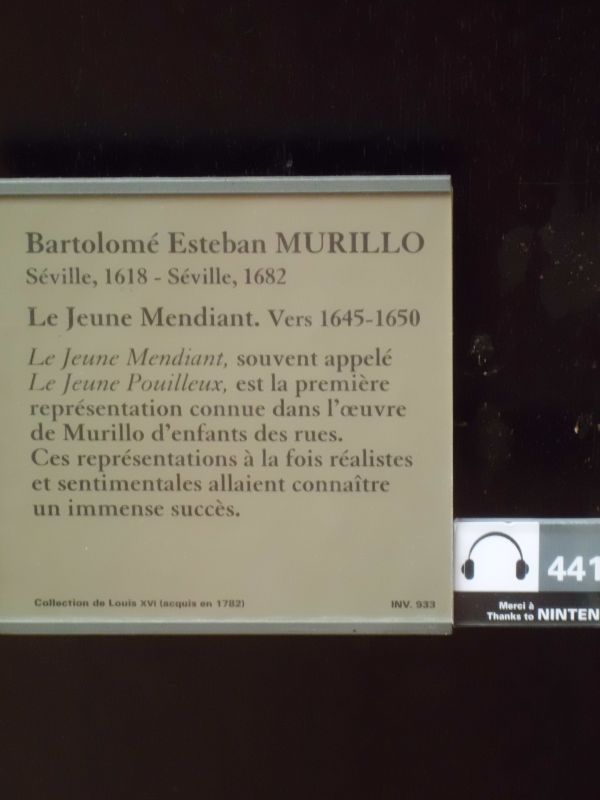 Bartolomé Esteban MURILLO
Séville, 1618 - Séville, 1682
Le Jeune Mendiant. Vers 1645-1650
Le Jeune Mendiant, souvent appelé
Le Jeune Pouilleux, est la première
représentation connue dans l'œuvre
de Murillo d'enfants des rues.
Ces représentations à la fois réalistes
et sentimentales allaient connaître
un immense succès.
Collection de Louis XVI (acquis en 1782) INV. 933
441
Merci à
Thanks to NINTEN